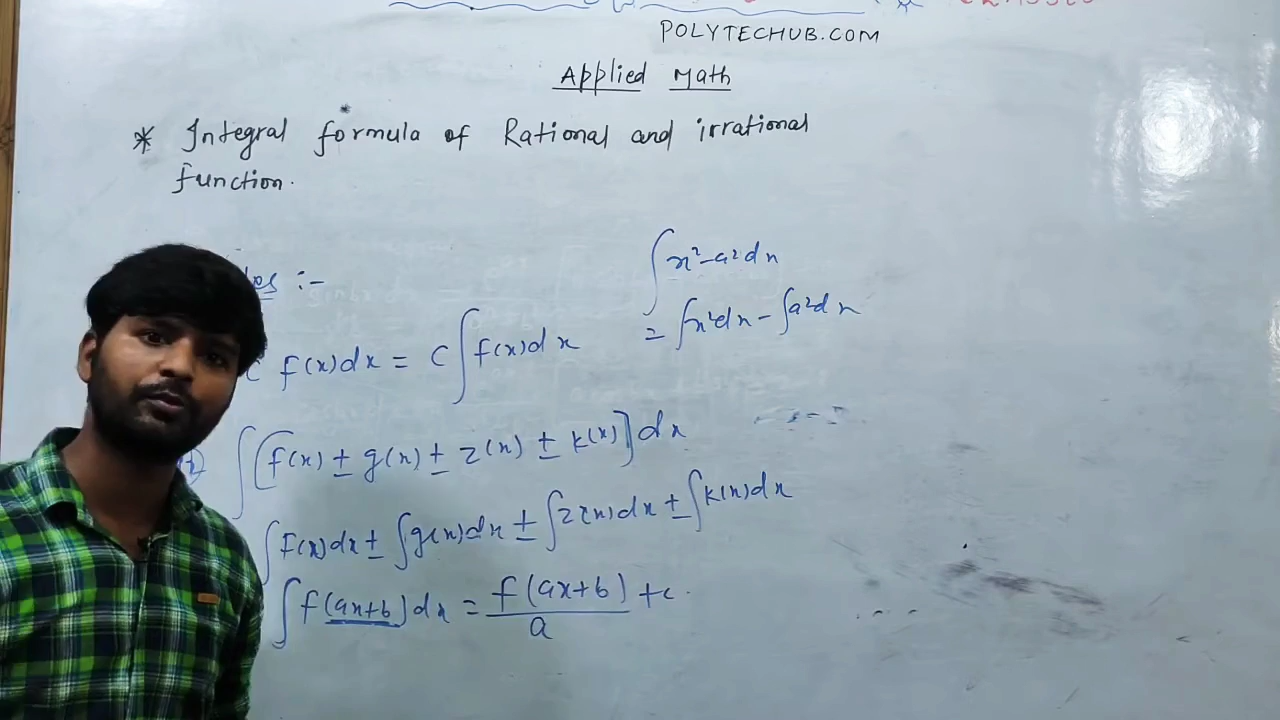 POLYTECHUB.COM
Applied Math
* Integral formula of Rational and irrational
function.
:-
∫x²-a²dx
= ∫x²dx - ∫a²dx
C f(x)dx = C∫f(x)dx
∫[f(x) ± g(x) ± z(x) ± k(x)]dx
∫f(x)dx ± ∫g(x)dx ± ∫z(x)dx ± ∫k(x)dx
∫f(ax+b)dx = f(ax+b)/a + c.